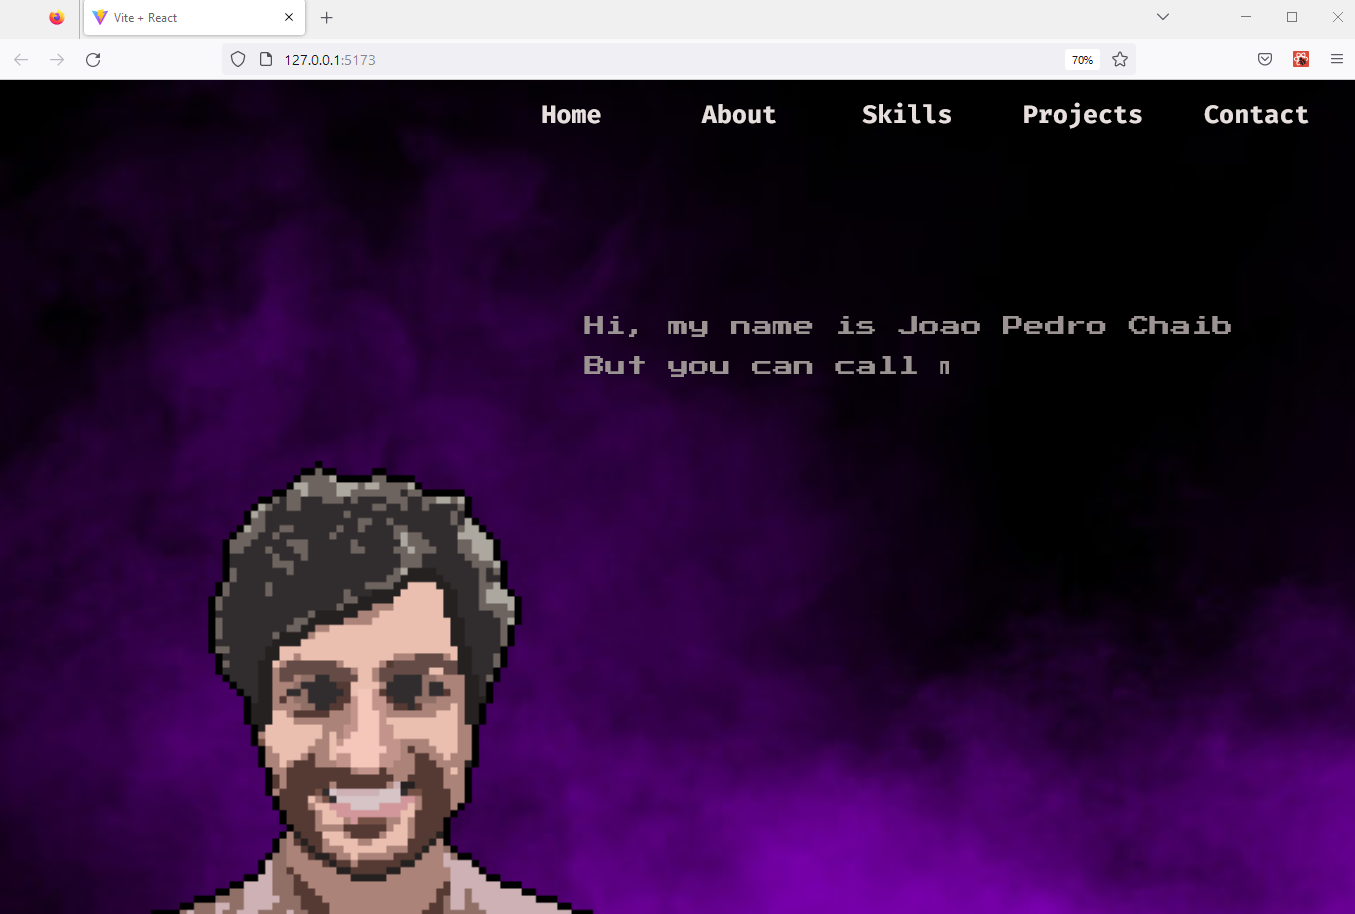 Vite + React
127.0.0.1:5173
70%
Home About Skills Projects Contact
Hi, my name is Joao Pedro Chaib
But you can call